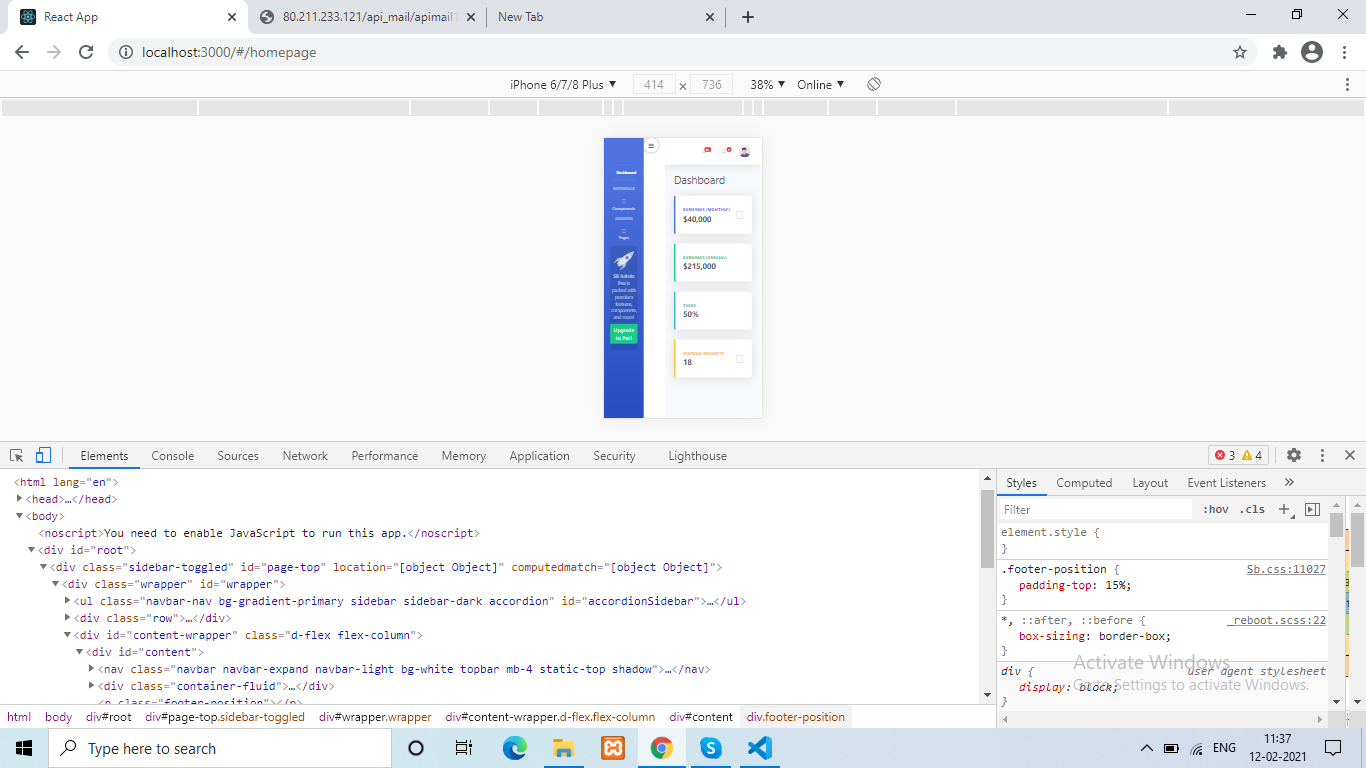 React App
80.211.233.121/api_mail/apimail1
New Tab
localhost:3000/#/homepage
iPhone 6/7/8 Plus 414 × 736 38% Online
Dashboard
Components
Pages
SB Admin
Pro is
packed with
premium
features,
components,
and more!
Upgrade
to Pro!
Dashboard
EARNINGS (MONTHLY)
$40,000
EARNINGS (ANNUAL)
$215,000
TASKS
50%
PENDING REQUESTS
18
Elements Console Sources Network Performance Memory Application Security Lighthouse 3 4
<html lang="en">
<head>…</head>
<body>
<noscript>You need to enable JavaScript to run this app.</noscript>
<div id="root">
<div class="sidebar-toggled" id="page-top" location="[object Object]" computedmatch="[object Object]">
<div class="wrapper" id="wrapper">
<ul class="navbar-nav bg-gradient-primary sidebar sidebar-dark accordion" id="accordionSidebar">…</ul>
<div class="row">…</div>
<div id="content-wrapper" class="d-flex flex-column">
<div id="content">
<nav class="navbar navbar-expand navbar-light bg-white topbar mb-4 static-top shadow">…</nav>
<div class="container-fluid">…</div>
html body div#root div#page-top.sidebar-toggled div#wrapper.wrapper div#content-wrapper.d-flex.flex-column div#content div.footer-position
Styles Computed Layout Event Listeners »
Filter :hov .cls +
element.style {
}
.footer-position { Sb.css:11027
padding-top: 15%;
}
*, ::after, ::before { _reboot.scss:22
box-sizing: border-box;
}
div { user agent stylesheet
display: block;
}
Activate Windows
Go to Settings to activate Windows.
Type here to search
ENG
11:37
12-02-2021